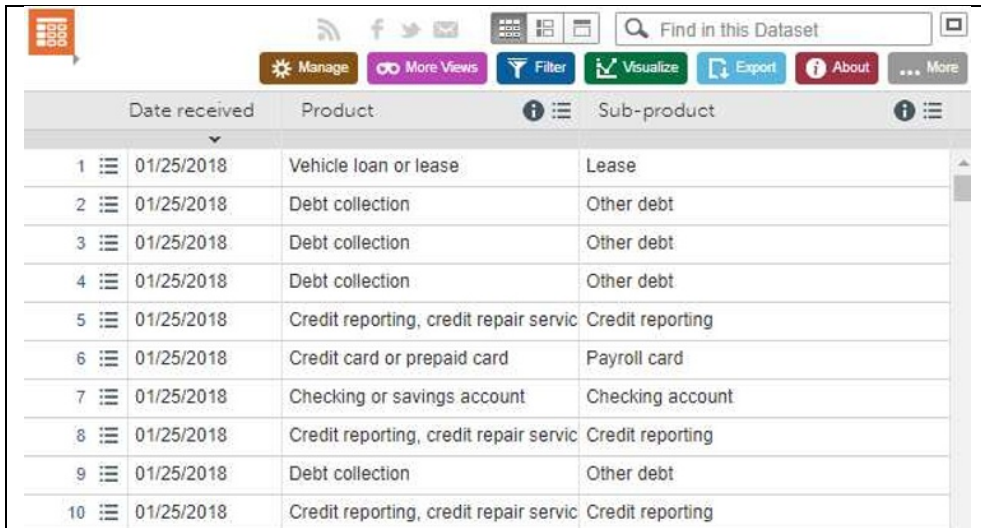 Find in this Dataset
Manage More Views Filter Visualize Export About ... More
Date received Product Sub-product
1 01/25/2018 Vehicle loan or lease Lease
2 01/25/2018 Debt collection Other debt
3 01/25/2018 Debt collection Other debt
4 01/25/2018 Debt collection Other debt
5 01/25/2018 Credit reporting, credit repair servic Credit reporting
6 01/25/2018 Credit card or prepaid card Payroll card
7 01/25/2018 Checking or savings account Checking account
8 01/25/2018 Credit reporting, credit repair servic Credit reporting
9 01/25/2018 Debt collection Other debt
10 01/25/2018 Credit reporting, credit repair servic Credit reporting